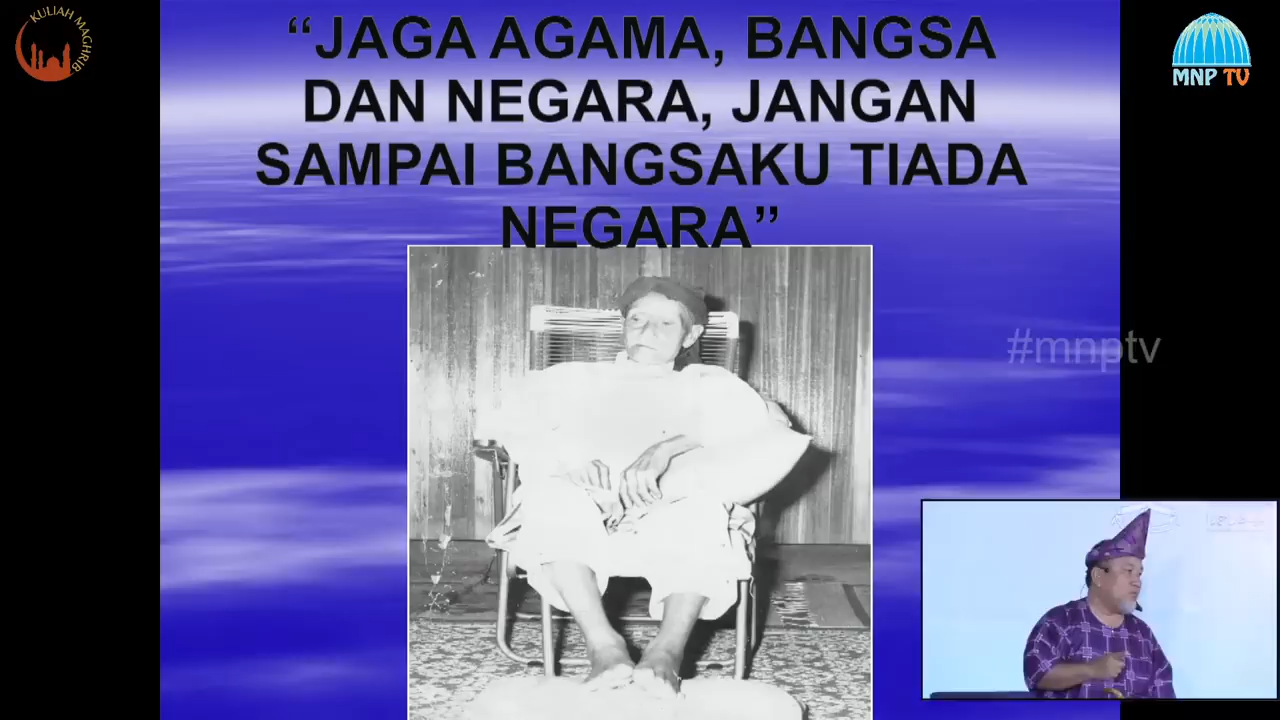 KULIAH MAGHRIB
MNP TV
“JAGA AGAMA, BANGSA
DAN NEGARA, JANGAN
SAMPAI BANGSAKU TIADA
NEGARA”
#mnptv